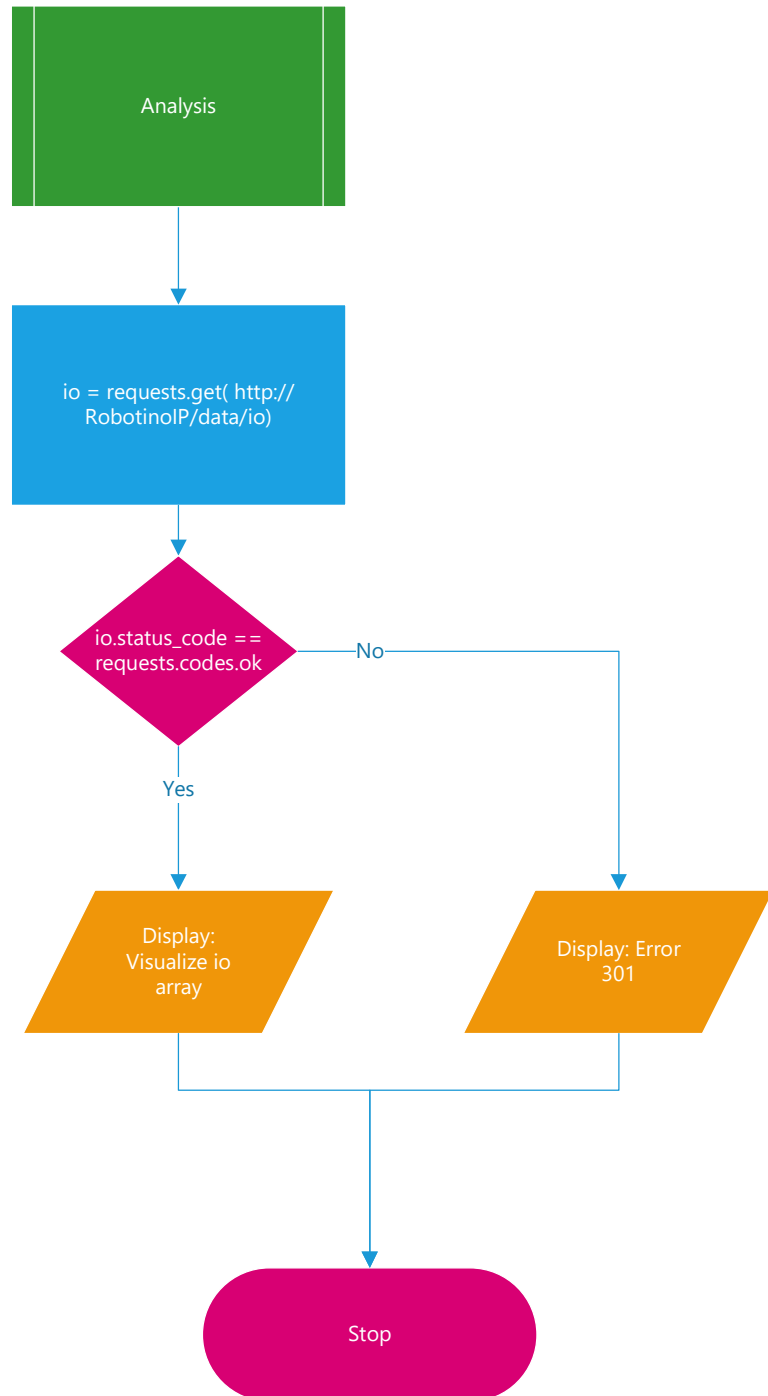 Analysis
io = requests.get( http://
RobotinoIP/data/io)
io.status_code ==
requests.codes.ok
No
Yes
Display:
Visualize io
array
Display: Error
301
Stop